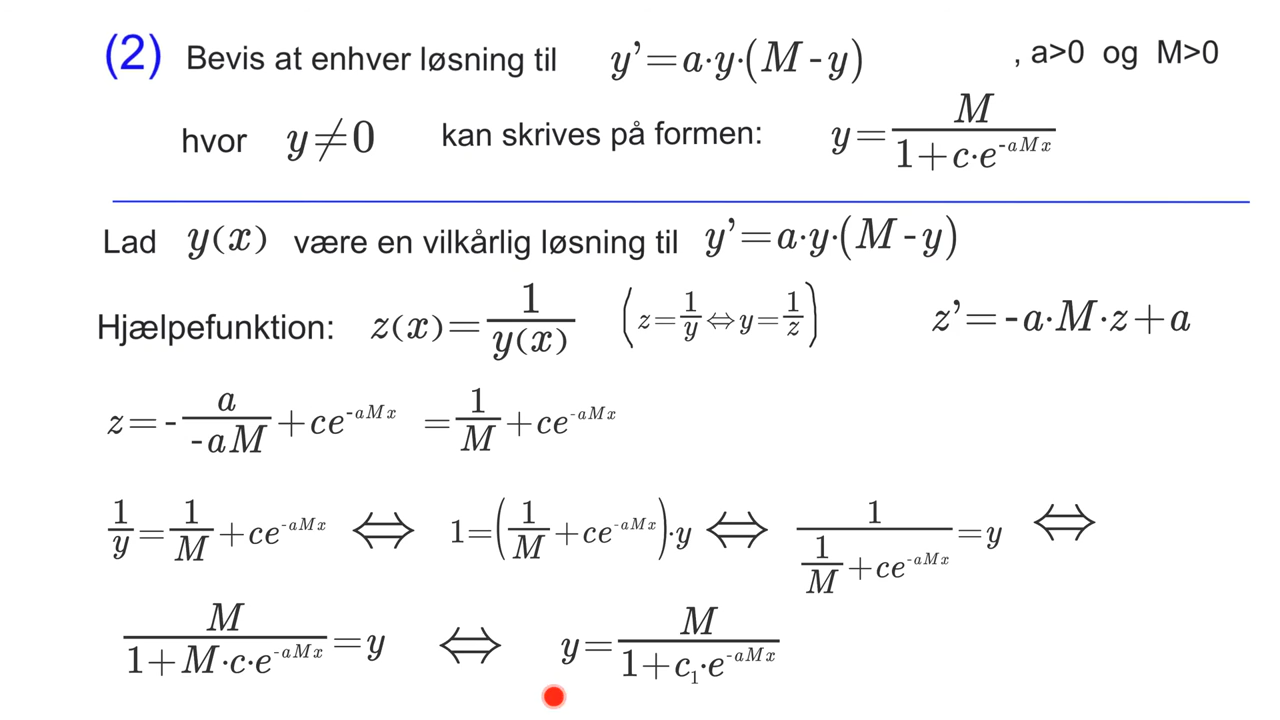 (2) Bevis at enhver løsning til y’=a·y·(M-y) , a>0 og M>0
hvor y≠0 kan skrives på formen: y=M/(1+c·e^(-aMx))
Lad y(x) være en vilkårlig løsning til y’=a·y·(M-y)
Hjælpefunktion: z(x)=1/y(x) (z=1/y⇔y=1/z) z’=-a·M·z+a
z=-a/(-aM)+ce^(-aMx) =1/M+ce^(-aMx)
1/y=1/M+ce^(-aMx) ⇔ 1=(1/M+ce^(-aMx))·y ⇔ 1/(1/M+ce^(-aMx))=y ⇔
M/(1+M·c·e^(-aMx))=y ⇔ y=M/(1+c₁·e^(-aMx))